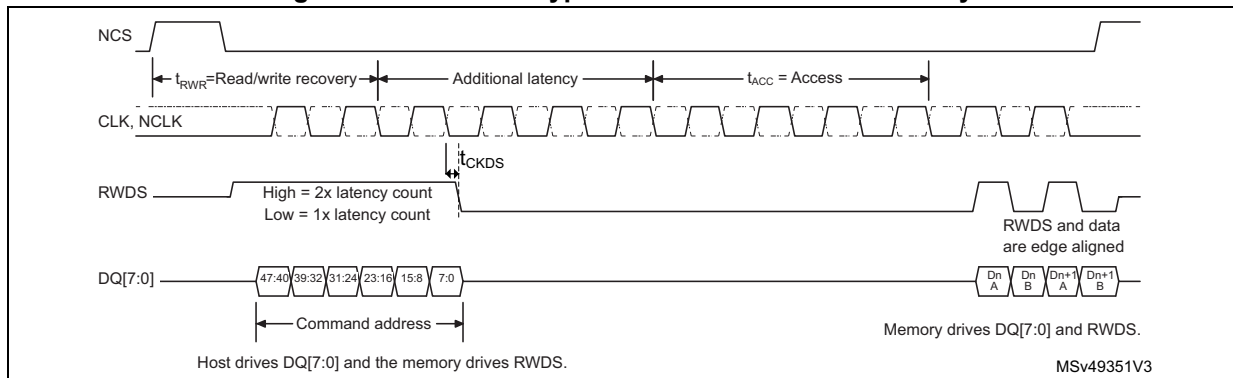 NCS
t_RWR=Read/write recovery
Additional latency
t_ACC = Access
CLK, NCLK
t_CKDS
RWDS
High = 2x latency count
Low = 1x latency count
RWDS and data
are edge aligned
DQ[7:0]
47:40 39:32 31:24 23:16 15:8 7:0
Dn A
Dn B
Dn+1 A
Dn+1 B
Command address
Memory drives DQ[7:0] and RWDS.
Host drives DQ[7:0] and the memory drives RWDS.
MSv49351V3